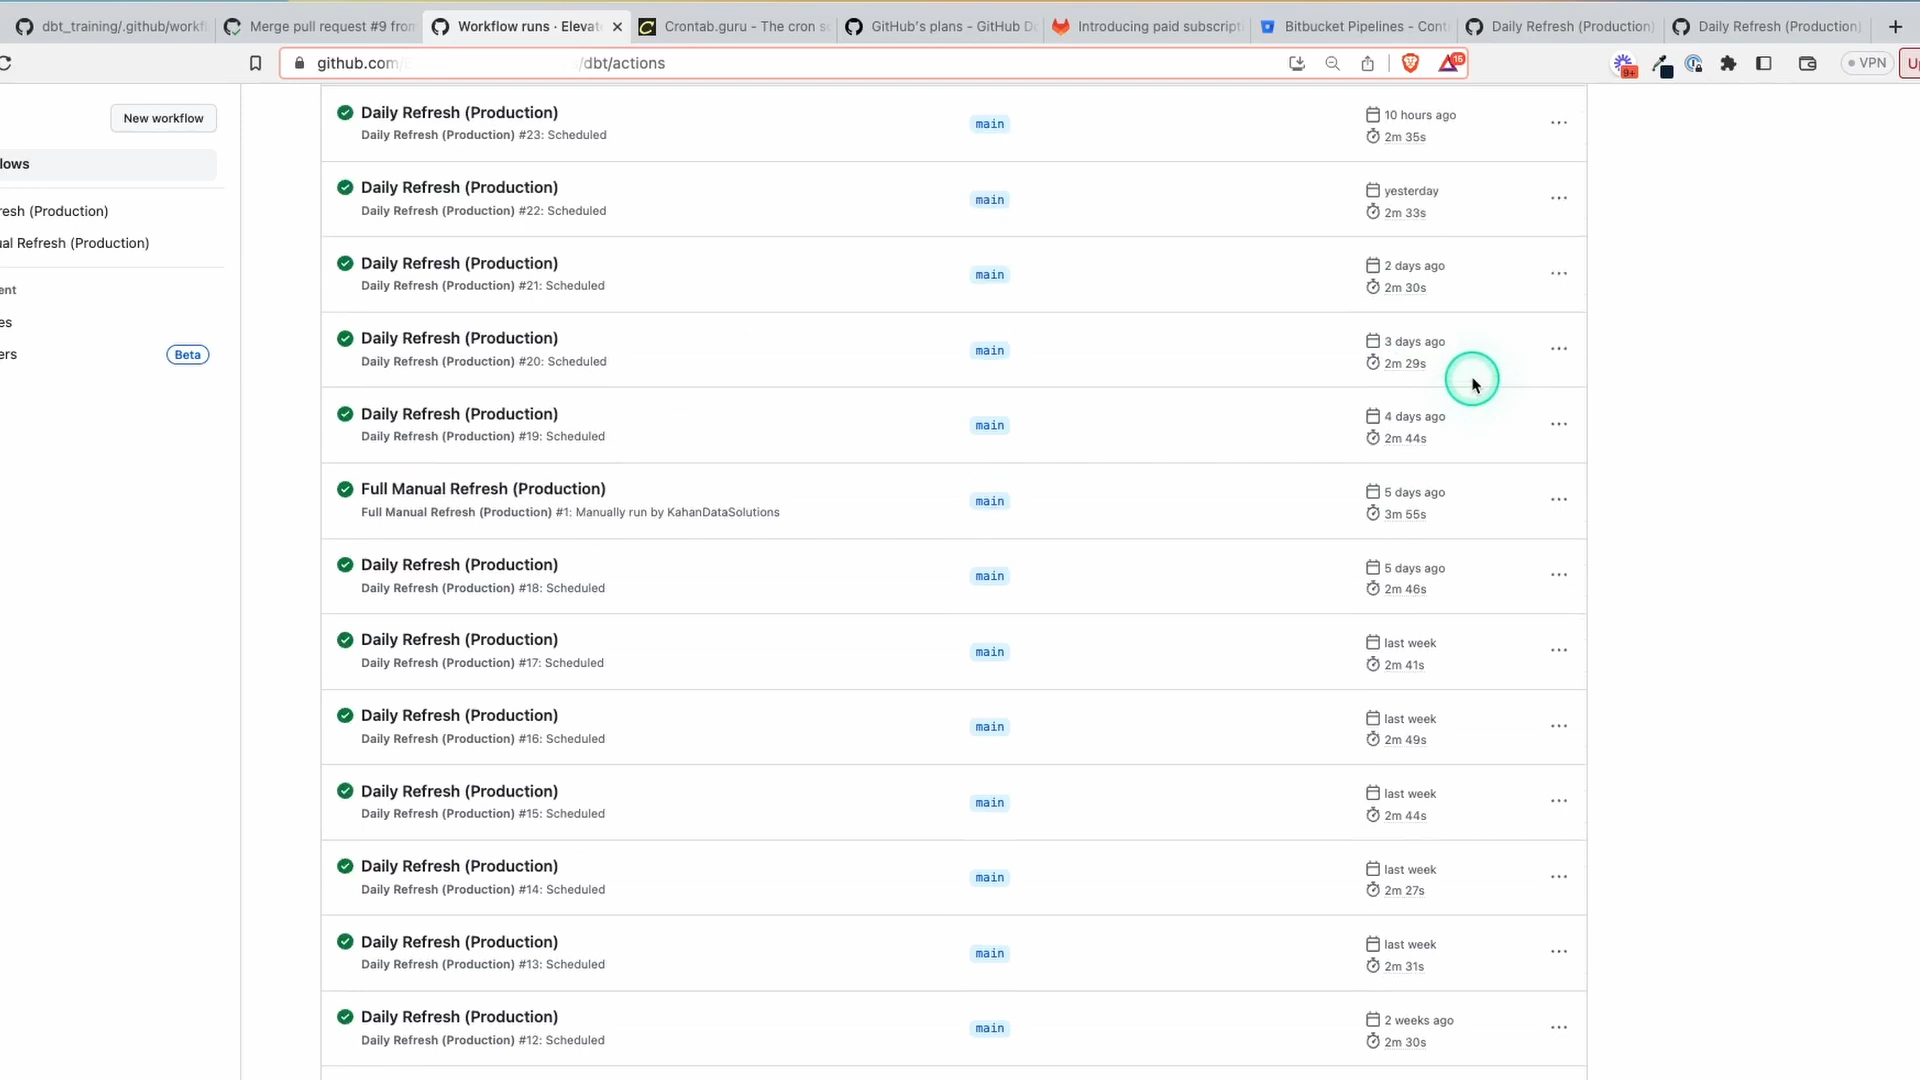 dbt_training/.github/workfl
Merge pull request #9 from
Workflow runs · Elevat
Crontab.guru - The cron s
GitHub's plans - GitHub D
Introducing paid subscripti
Bitbucket Pipelines - Cont
Daily Refresh (Production)
Daily Refresh (Production)
github.com/
/dbt/actions
16
9+
VPN
Up
New workflow
lows
resh (Production)
ual Refresh (Production)
ent
es
ers
Beta
Daily Refresh (Production)
Daily Refresh (Production) #23: Scheduled
main
10 hours ago
2m 35s
Daily Refresh (Production)
Daily Refresh (Production) #22: Scheduled
main
yesterday
2m 33s
Daily Refresh (Production)
Daily Refresh (Production) #21: Scheduled
main
2 days ago
2m 30s
Daily Refresh (Production)
Daily Refresh (Production) #20: Scheduled
main
3 days ago
2m 29s
Daily Refresh (Production)
Daily Refresh (Production) #19: Scheduled
main
4 days ago
2m 44s
Full Manual Refresh (Production)
Full Manual Refresh (Production) #1: Manually run by KahanDataSolutions
main
5 days ago
3m 55s
Daily Refresh (Production)
Daily Refresh (Production) #18: Scheduled
main
5 days ago
2m 46s
Daily Refresh (Production)
Daily Refresh (Production) #17: Scheduled
main
last week
2m 41s
Daily Refresh (Production)
Daily Refresh (Production) #16: Scheduled
main
last week
2m 49s
Daily Refresh (Production)
Daily Refresh (Production) #15: Scheduled
main
last week
2m 44s
Daily Refresh (Production)
Daily Refresh (Production) #14: Scheduled
main
last week
2m 27s
Daily Refresh (Production)
Daily Refresh (Production) #13: Scheduled
main
last week
2m 31s
Daily Refresh (Production)
Daily Refresh (Production) #12: Scheduled
main
2 weeks ago
2m 30s